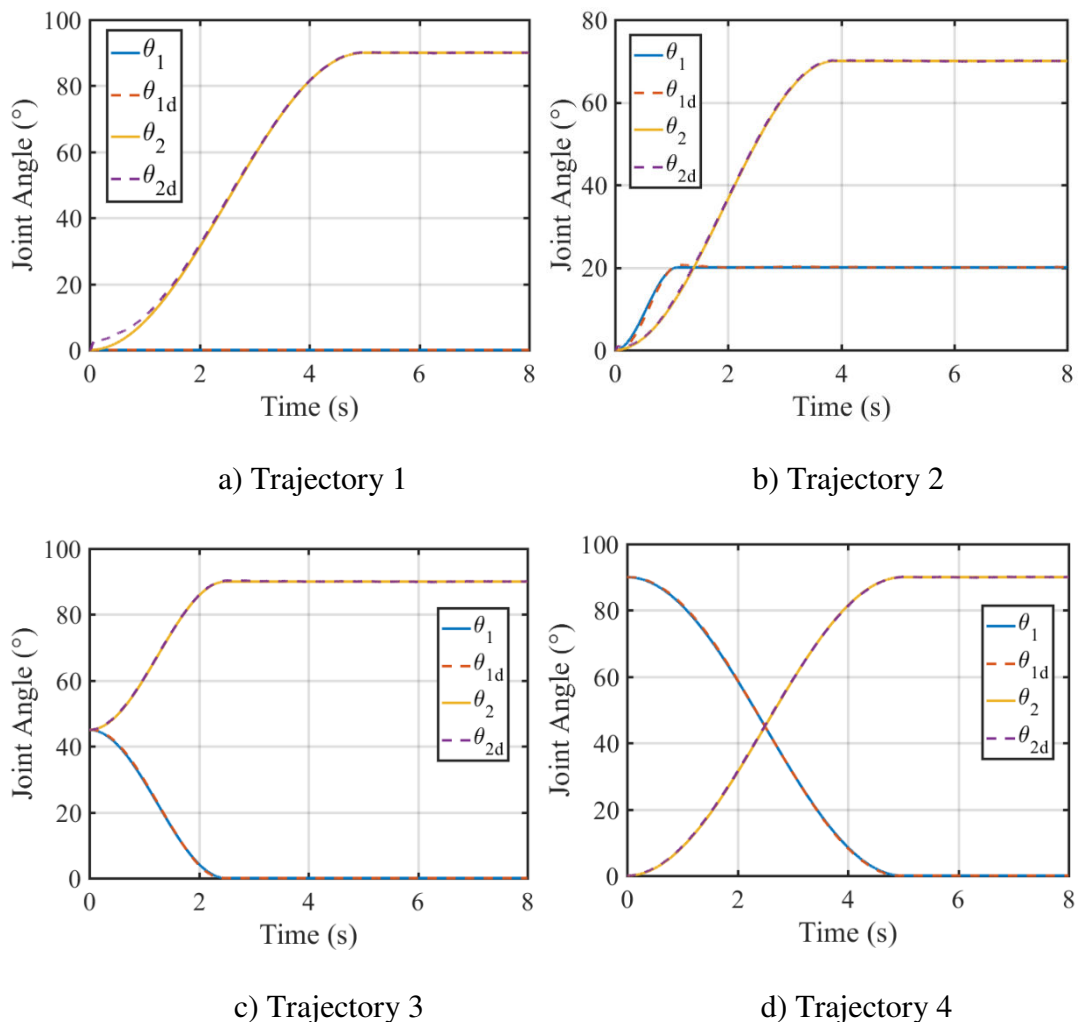 100
80
60
40
20
0
Joint Angle (°)
θ1
θ1d
θ2
θ2d
0 2 4 6 8
Time (s)
a) Trajectory 1
80
70
60
50
40
30
20
10
0
Joint Angle (°)
θ1
θ1d
θ2
θ2d
0 2 4 6 8
Time (s)
b) Trajectory 2
100
80
60
40
20
0
Joint Angle (°)
θ1
θ1d
θ2
θ2d
0 2 4 6 8
Time (s)
c) Trajectory 3
100
80
60
40
20
0
Joint Angle (°)
θ1
θ1d
θ2
θ2d
0 2 4 6 8
Time (s)
d) Trajectory 4